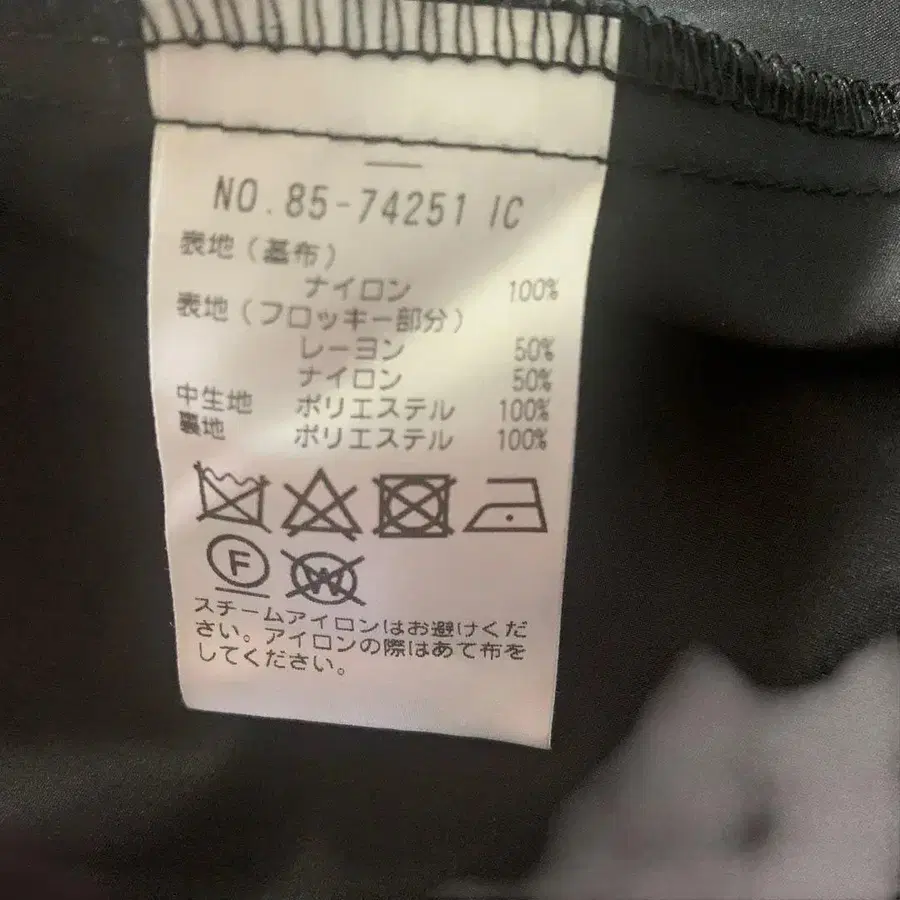 NO.85-74251 IC
表地(基布)
ナイロン 100%
表地(フロッキー部分)
レーヨン 50%
ナイロン 50%
中生地 ポリエステル 100%
裏地 ポリエステル 100%
F W
スチームアイロンはお避けくだ
さい。アイロンの際はあて布を
してください。